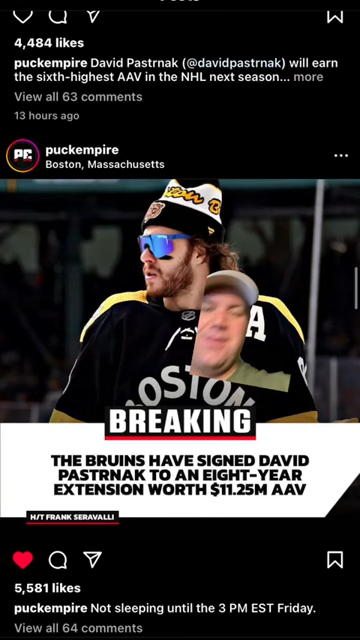 4,484 likes
puckempire David Pastrnak (@davidpastrnak) will earn
the sixth-highest AAV in the NHL next season... more
View all 63 comments
13 hours ago
puckempire
Boston, Massachusetts
A
BOSTON
BREAKING
THE BRUINS HAVE SIGNED DAVID
PASTRNAK TO AN EIGHT-YEAR
EXTENSION WORTH $11.25M AAV
H/T FRANK SERAVALLI
5,581 likes
puckempire Not sleeping until the 3 PM EST Friday.
View all 64 comments